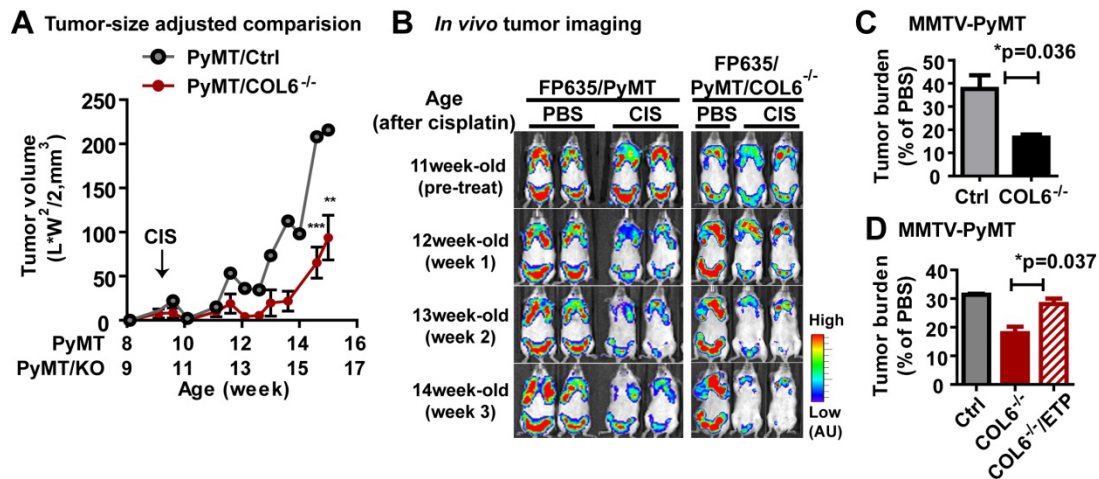 A Tumor-size adjusted comparision
PyMT/Ctrl
PyMT/COL6-/-
Tumor volume
(L*W^2/2,mm3)
250
200
150
100
50
0
CIS
***
**
8 10 12 14 16
PyMT
PyMT/KO
9 11 13 15 17
Age (week)
B In vivo tumor imaging
Age
(after cisplatin)
FP635/PyMT
FP635/
PyMT/COL6-/-
PBS CIS PBS CIS
11week-old
(pre-treat)
12week-old
(week 1)
13week-old
(week 2)
14week-old
(week 3)
High
Low
(AU)
C MMTV-PyMT
*p=0.036
Tumor burden
(% of PBS)
50
40
30
20
10
0
Ctrl COL6-/-
D MMTV-PyMT
*p=0.037
Tumor burden
(% of PBS)
30
20
10
0
Ctrl
COL6-/-
COL6-/-/ETP